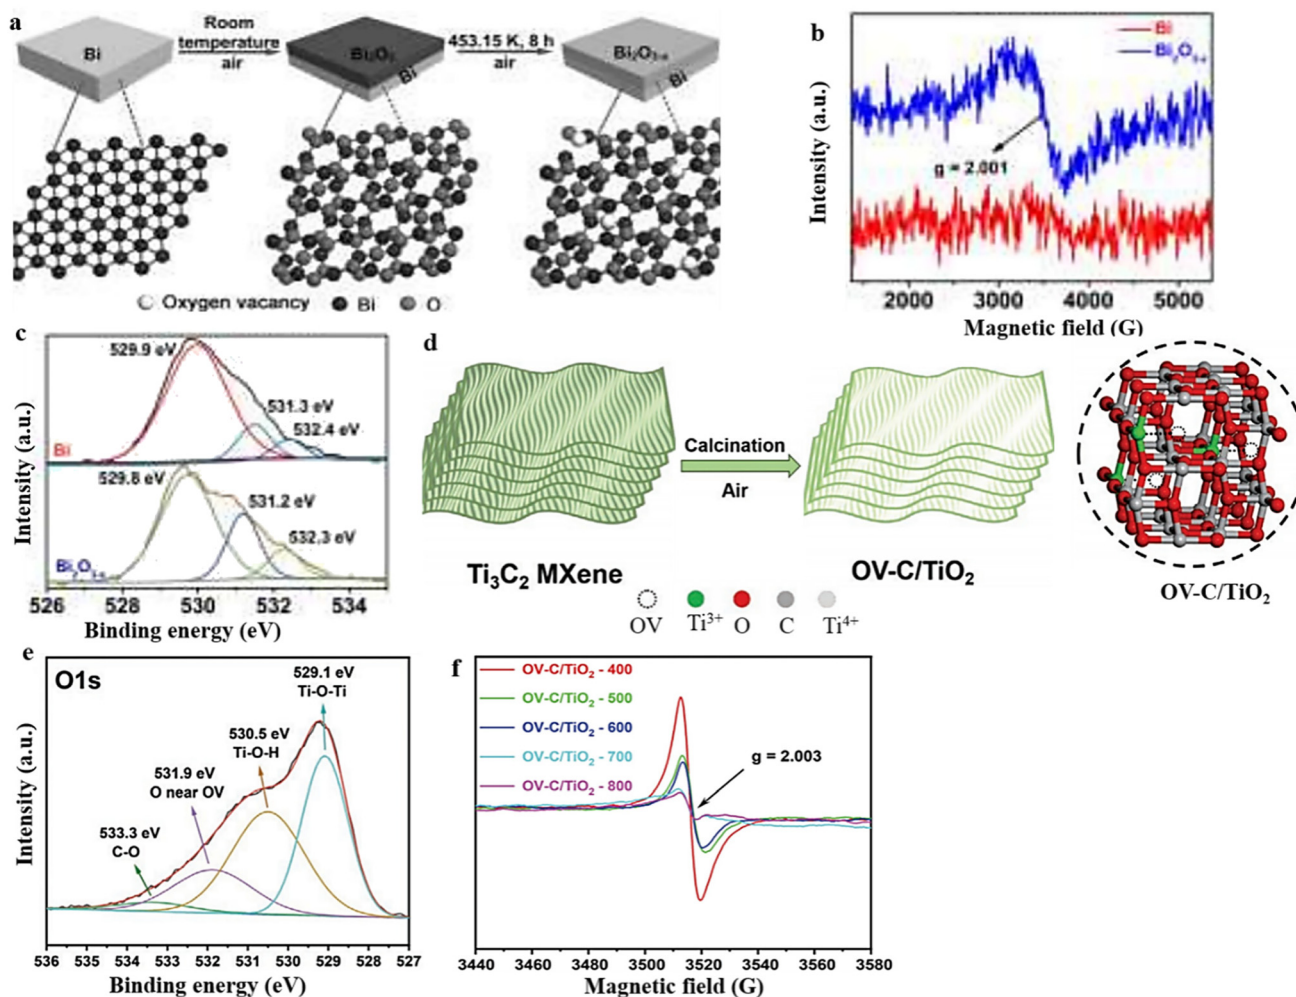 a
Room
temperature
air
453.15 K, 8 h
air
Bi
Bi₂O₃
Bi
Bi₂O₃₋ₓ
Bi
Oxygen vacancy
Bi
O
b
Bi
Bi₂O₃₋ₓ
g = 2.001
Intensity (a.u.)
2000
3000
4000
5000
Magnetic field (G)
c
529.9 eV
531.3 eV
532.4 eV
Bi
529.8 eV
531.2 eV
532.3 eV
Bi₂O₃₋ₓ
Intensity (a.u.)
526
528
530
532
534
Binding energy (eV)
d
Calcination
Air
Ti₃C₂ MXene
OV-C/TiO₂
OV-C/TiO₂
OV
Ti³⁺
O
C
Ti⁴⁺
e
O1s
529.1 eV
Ti-O-Ti
530.5 eV
Ti-O-H
531.9 eV
O near OV
533.3 eV
C-O
Intensity (a.u.)
536
535
534
533
532
531
530
529
528
527
Binding energy (eV)
f
OV-C/TiO₂ - 400
OV-C/TiO₂ - 500
OV-C/TiO₂ - 600
OV-C/TiO₂ - 700
OV-C/TiO₂ - 800
g = 2.003
Intensity (a.u.)
3440
3460
3480
3500
3520
3540
3560
3580
Magnetic field (G)